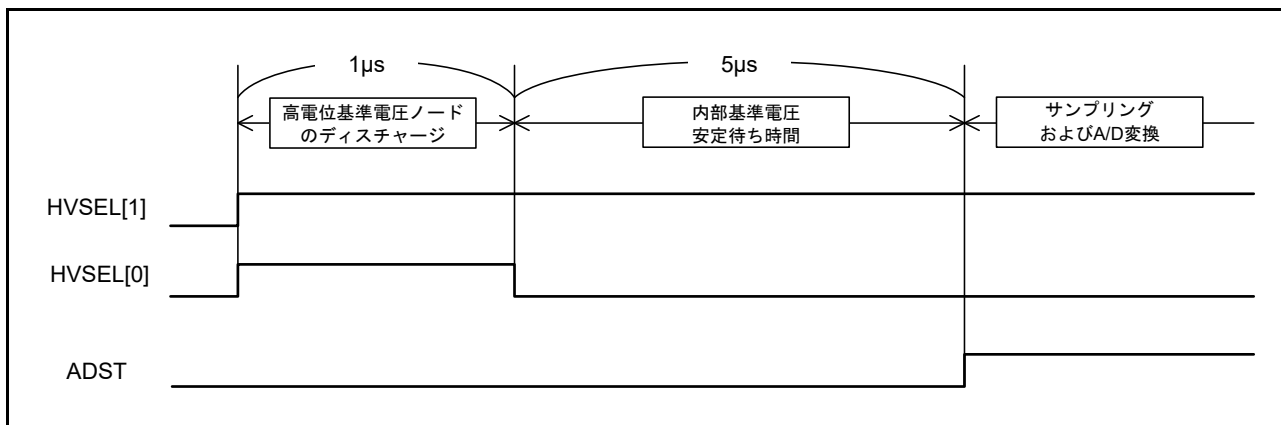 1µs
5µs
高電位基準電圧ノード
のディスチャージ
内部基準電圧
安定待ち時間
サンプリング
およびA/D変換
HVSEL[1]
HVSEL[0]
ADST